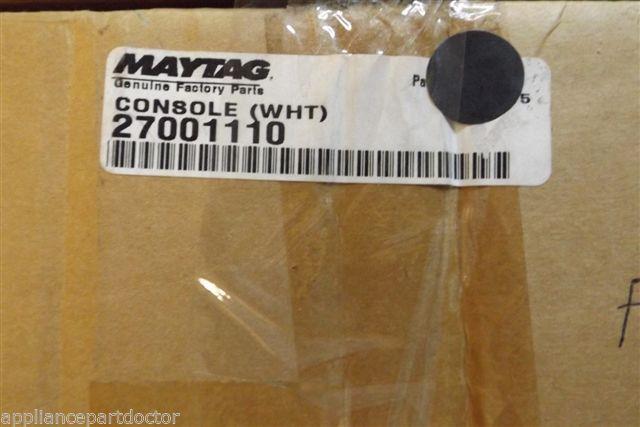 MAYTAG.
Genuine Factory Parts
CONSOLE (WHT)
27001110
appliancepartdoctor